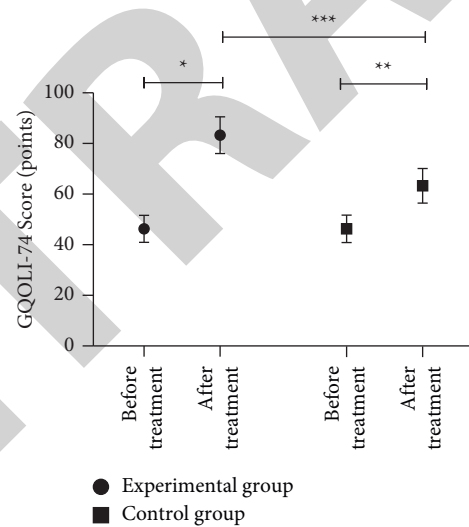 ***
*
**
100
80
60
40
20
0
GQOLI-74 Score (points)
Before
treatment
After
treatment
Before
treatment
After
treatment
Experimental group
Control group